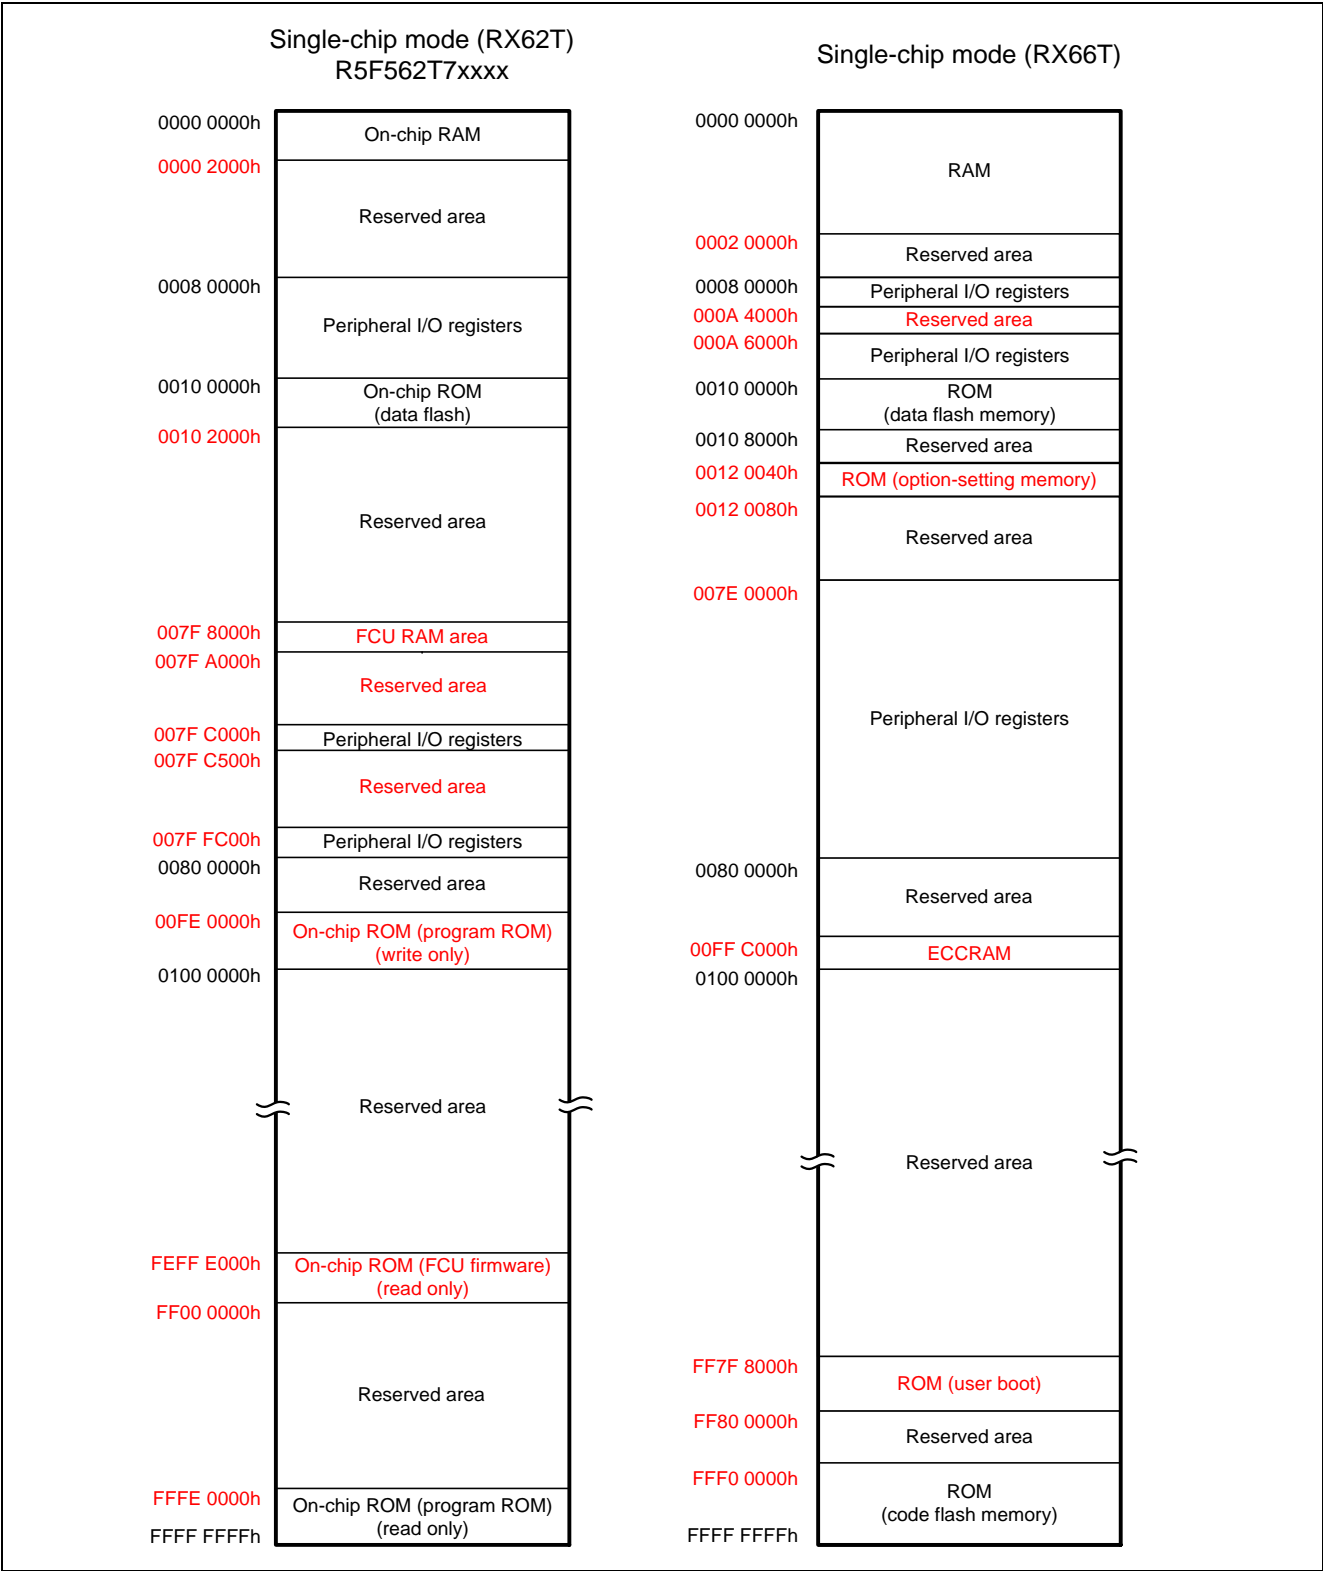 Single-chip mode (RX62T)
R5F562T7xxxx
0000 0000h
On-chip RAM
0000 2000h
Reserved area
0008 0000h
Peripheral I/O registers
0010 0000h
On-chip ROM
(data flash)
0010 2000h
Reserved area
007F 8000h
FCU RAM area
007F A000h
Reserved area
007F C000h
Peripheral I/O registers
007F C500h
Reserved area
007F FC00h
Peripheral I/O registers
0080 0000h
Reserved area
00FE 0000h
On-chip ROM (program ROM)
(write only)
0100 0000h
Reserved area
FEFF E000h
On-chip ROM (FCU firmware)
(read only)
FF00 0000h
Reserved area
FFFE 0000h
On-chip ROM (program ROM)
(read only)
FFFF FFFFh
Single-chip mode (RX66T)
0000 0000h
RAM
0002 0000h
Reserved area
0008 0000h
Peripheral I/O registers
000A 4000h
Reserved area
000A 6000h
Peripheral I/O registers
0010 0000h
ROM
(data flash memory)
0010 8000h
Reserved area
0012 0040h
ROM (option-setting memory)
0012 0080h
Reserved area
007E 0000h
Peripheral I/O registers
0080 0000h
Reserved area
00FF C000h
ECCRAM
0100 0000h
Reserved area
FF7F 8000h
ROM (user boot)
FF80 0000h
Reserved area
FFF0 0000h
ROM
(code flash memory)
FFFF FFFFh